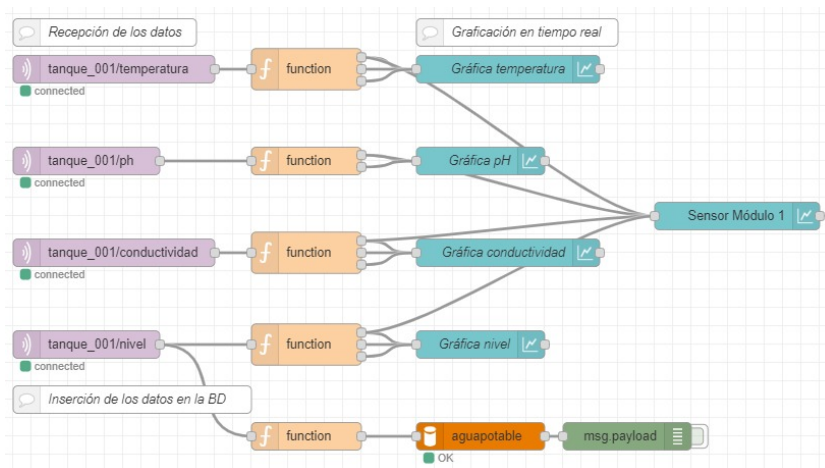 Recepción de los datos
Graficación en tiempo real
tanque_001/temperatura
function
Gráfica temperatura
connected
tanque_001/ph
function
Gráfica pH
connected
Sensor Módulo 1
tanque_001/conductividad
function
Gráfica conductividad
connected
tanque_001/nivel
function
Gráfica nivel
connected
Inserción de los datos en la BD
function
aguapotable
msg.payload
OK